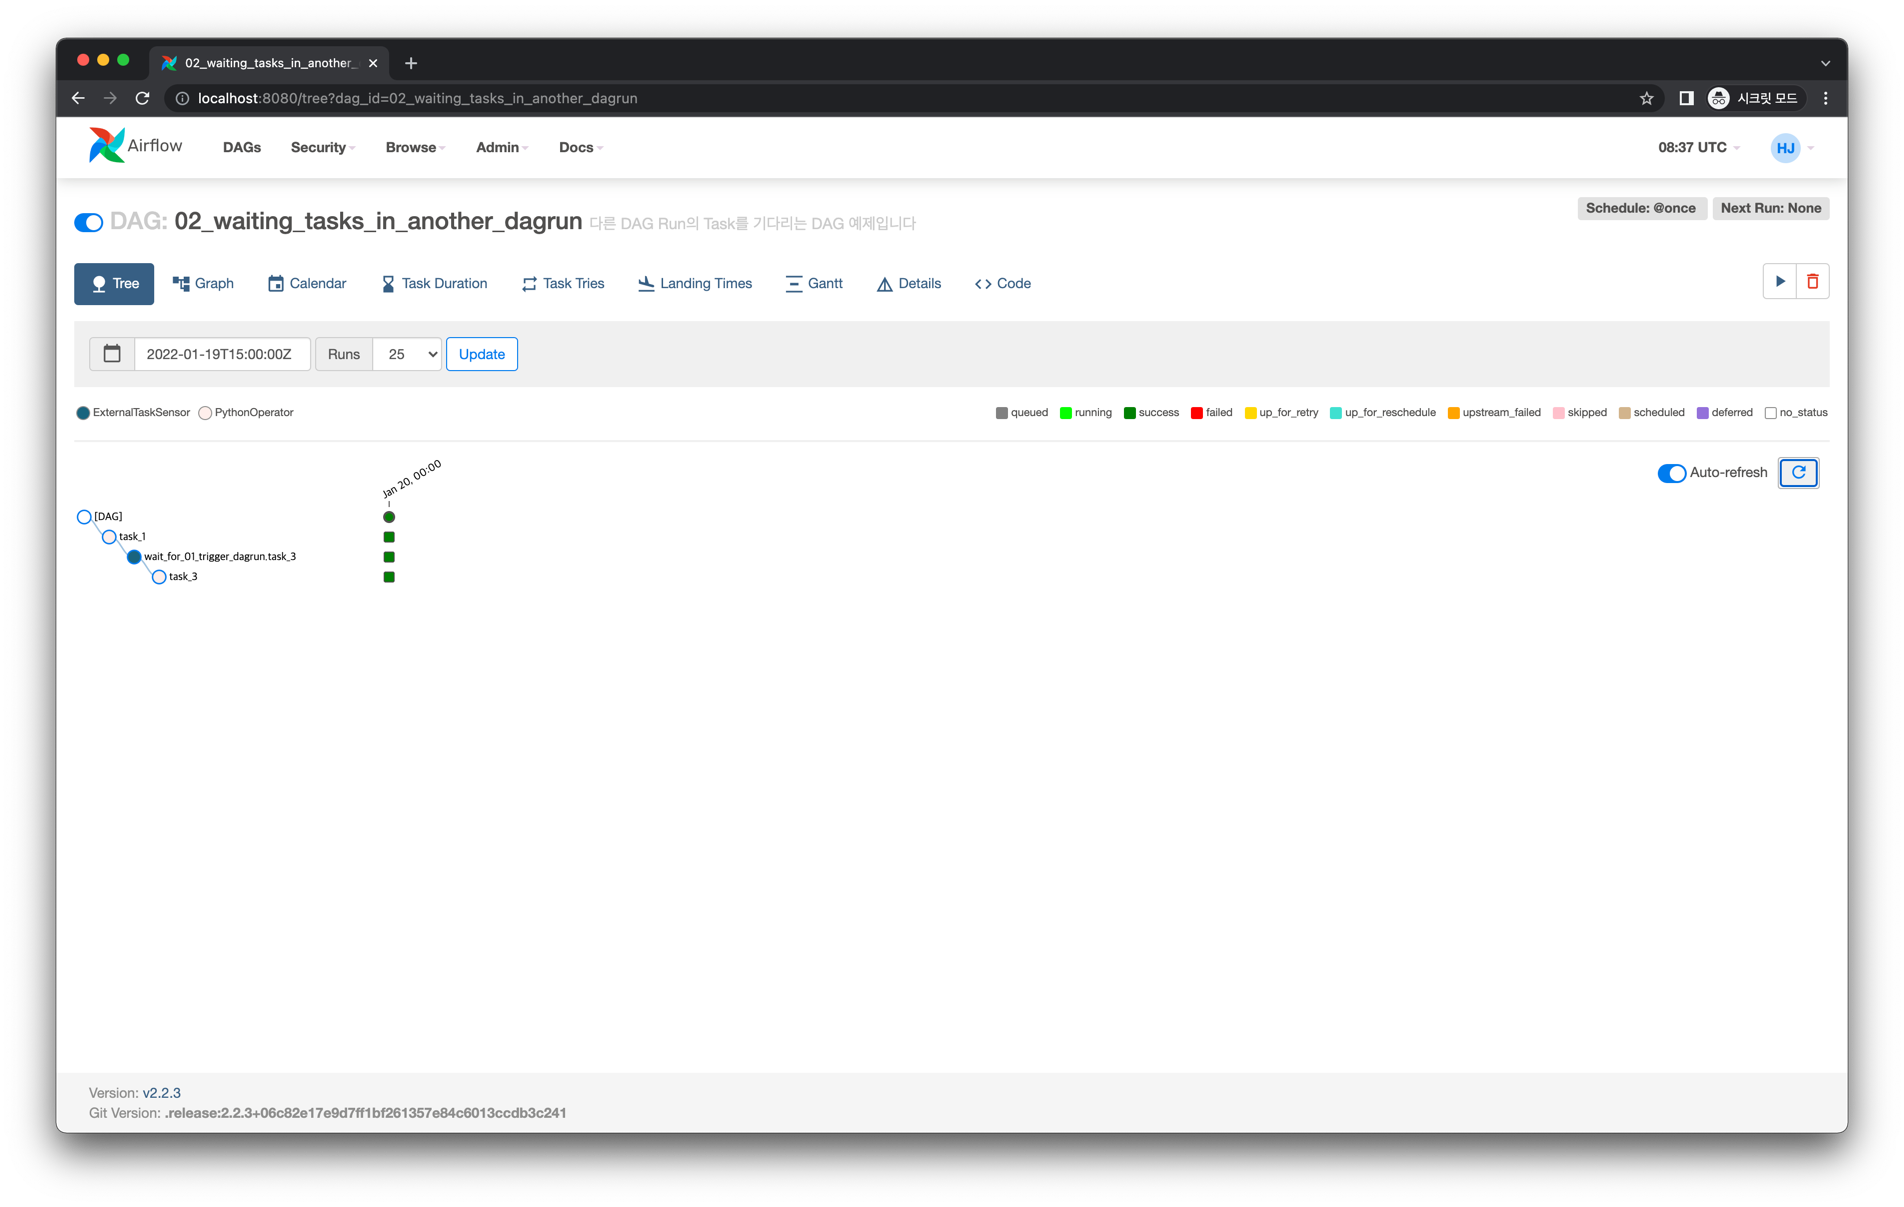 02_waiting_tasks_in_another_
localhost:8080/tree?dag_id=02_waiting_tasks_in_another_dagrun
시크릿 모드
Airflow DAGs Security Browse Admin Docs 08:37 UTC HJ
DAG: 02_waiting_tasks_in_another_dagrun 다른 DAG Run의 Task를 기다리는 DAG 예제입니다
Schedule: @once Next Run: None
Tree Graph Calendar Task Duration Task Tries Landing Times Gantt Details Code
2022-01-19T15:00:00Z Runs 25 Update
ExternalTaskSensor PythonOperator queued running success failed up_for_retry up_for_reschedule upstream_failed skipped scheduled deferred no_status
Auto-refresh
Jan 20, 00:00
[DAG]
task_1
wait_for_01_trigger_dagrun.task_3
task_3
Version: v2.2.3
Git Version: .release:2.2.3+06c82e17e9d7ff1bf261357e84c6013ccdb3c241